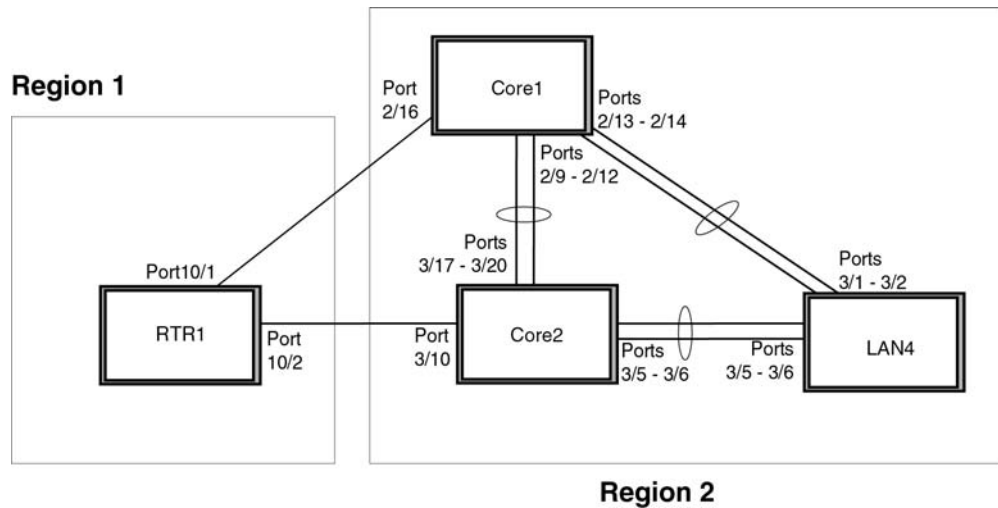 Region 1
Port
2/16
Core1
Ports
2/13 - 2/14
Ports
2/9 - 2/12
Ports
3/17 - 3/20
Port10/1
Ports
3/1 - 3/2
RTR1
Port
10/2
Port
3/10
Core2
Ports
3/5 - 3/6
Ports
3/5 - 3/6
LAN4
Region 2